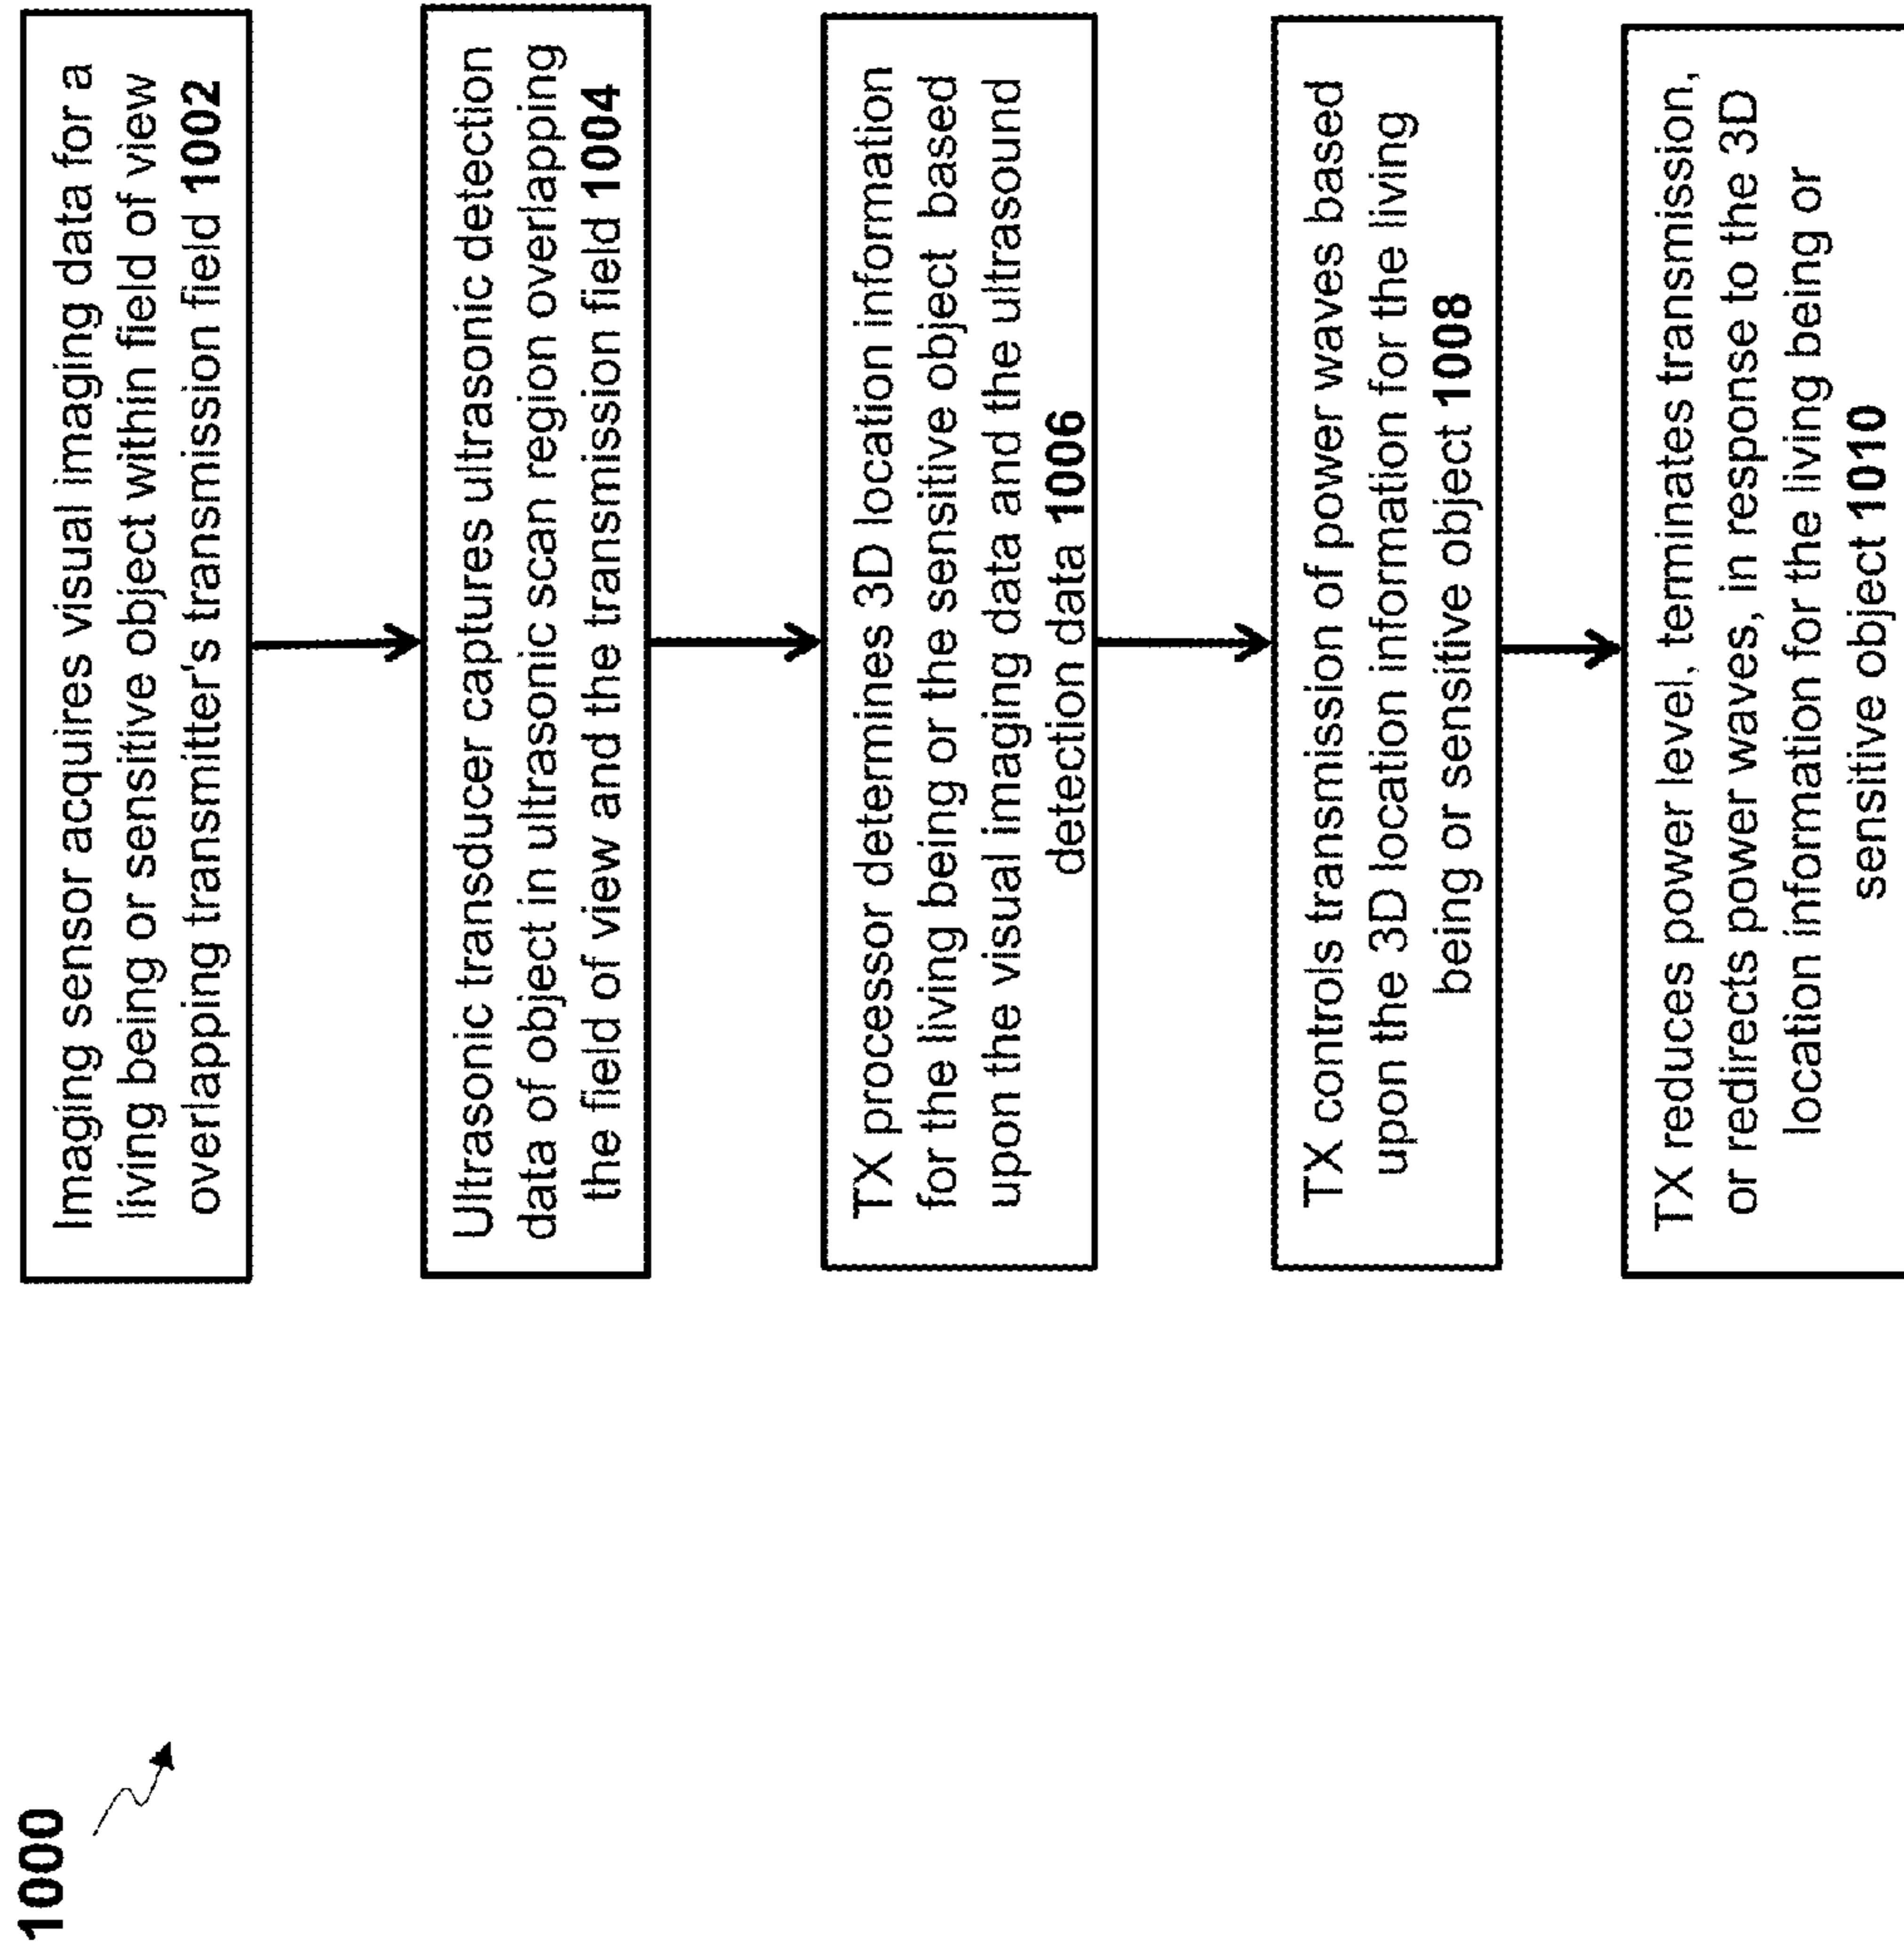 1000
Imaging sensor acquires visual imaging data for a
living being or sensitive object within field of view
overlapping transmitter's transmission field 1002
Ultrasonic transducer captures ultrasonic detection
data of object in ultrasonic scan region overlapping
the field of view and the transmission field 1004
TX processor determines 3D location information
for the living being or the sensitive object based
upon the visual imaging data and the ultrasound
detection data 1006
TX controls transmission of power waves based
upon the 3D location information for the living
being or sensitive object 1008
TX reduces power level, terminates transmission,
or redirects power waves, in response to the 3D
location information for the living being or
sensitive object 1010